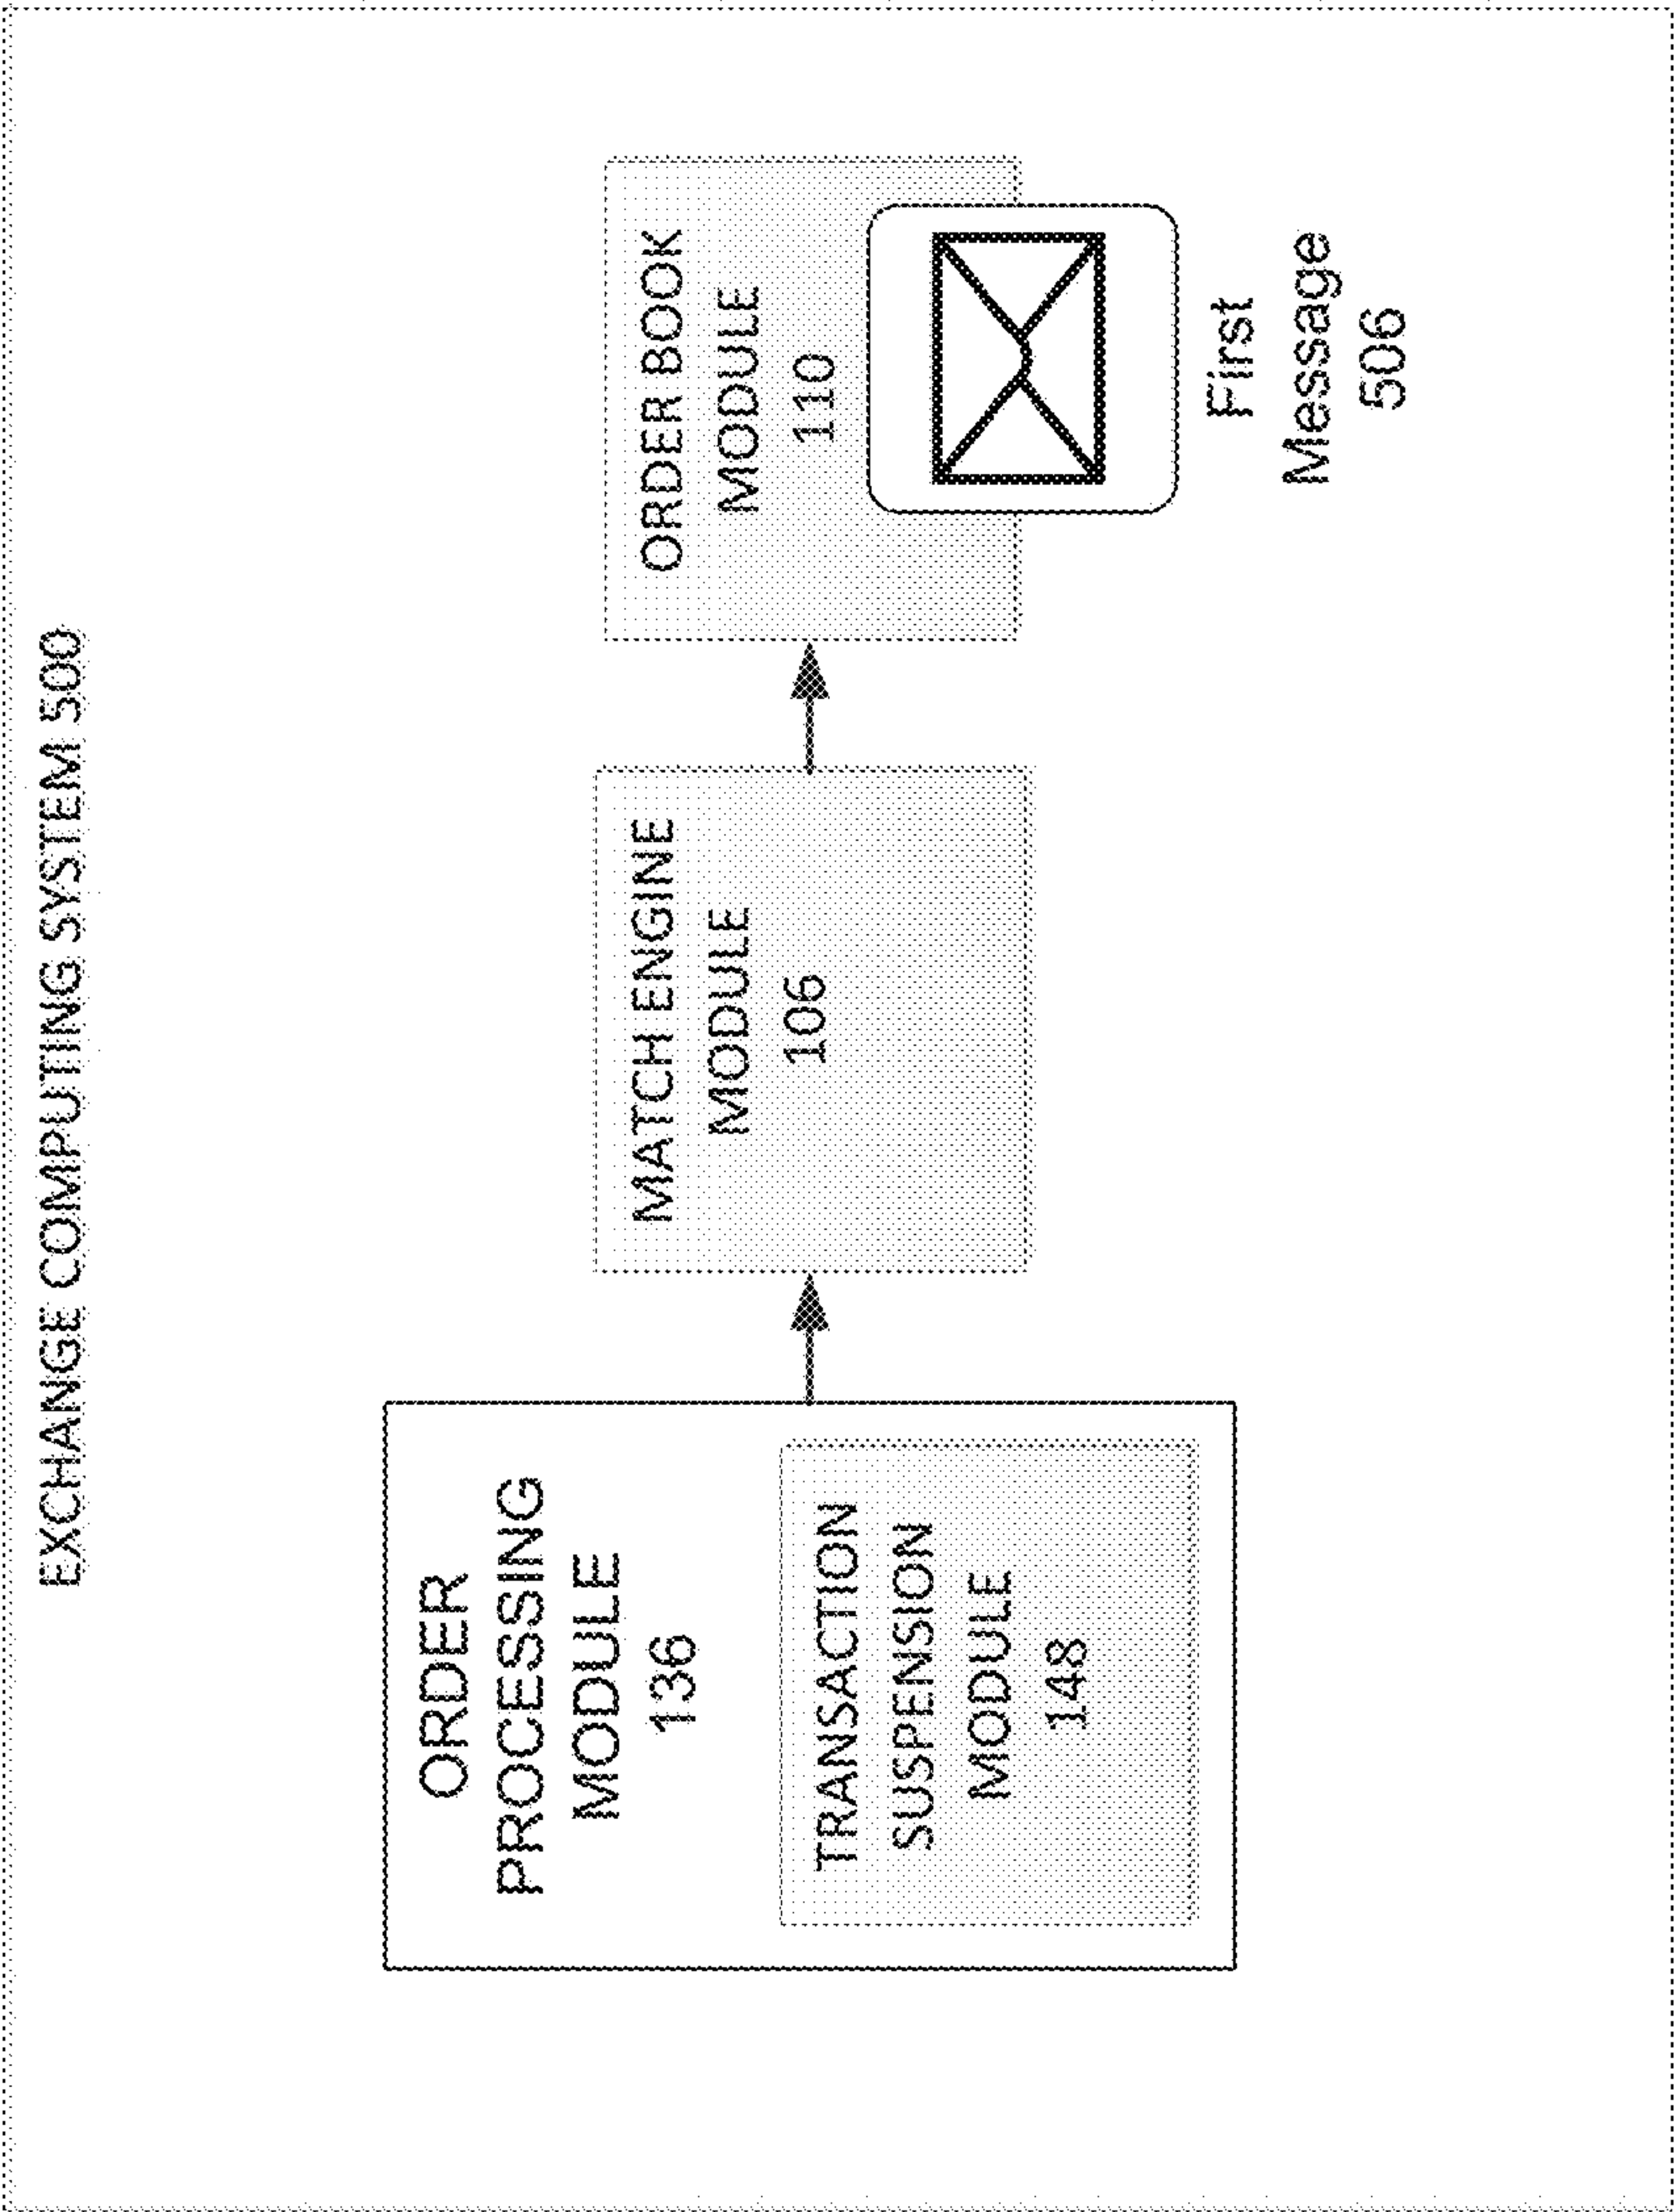 EXCHANGE COMPUTING SYSTEM 500
ORDER
PROCESSING
MODULE
136
TRANSACTION
SUSPENSION
MODULE
148
MATCH ENGINE
MODULE
106
ORDER BOOK
MODULE
110
First
Message
506